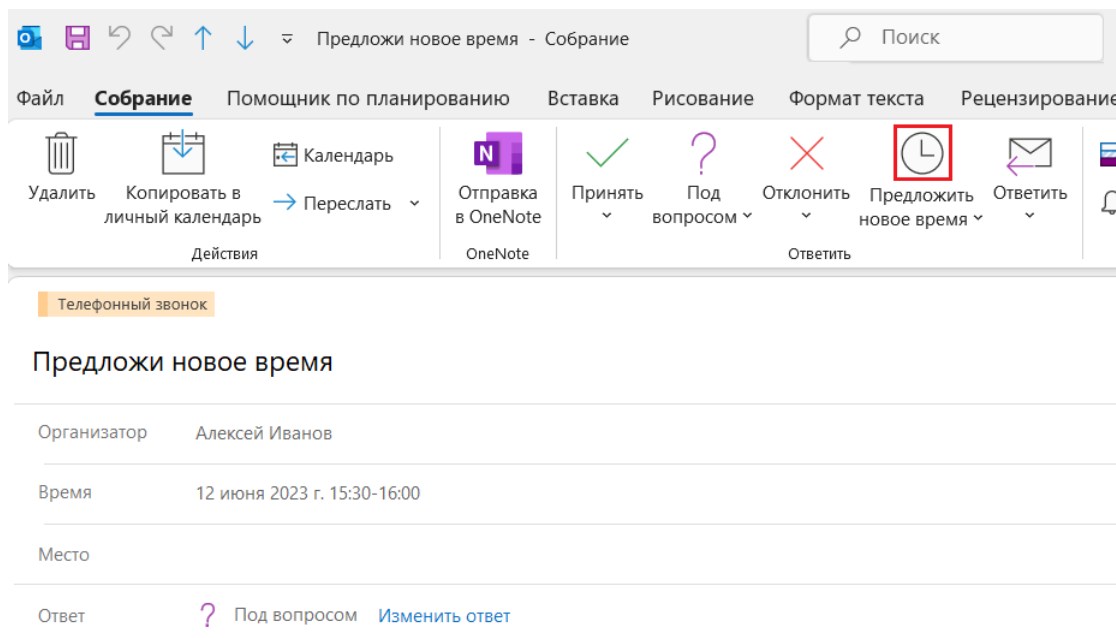 Предложи новое время - Собрание
Поиск
Файл Собрание Помощник по планированию Вставка Рисование Формат текста Рецензирование
Удалить
Копировать в
личный календарь
Календарь
Переслать
Действия
N
Отправка
в OneNote
OneNote
Принять
Под
вопросом
Отклонить
Предложить
новое время
Ответить
Ответить
Телефонный звонок
Предложи новое время
Организатор Алексей Иванов
Время 12 июня 2023 г. 15:30-16:00
Место
Ответ ? Под вопросом Изменить ответ